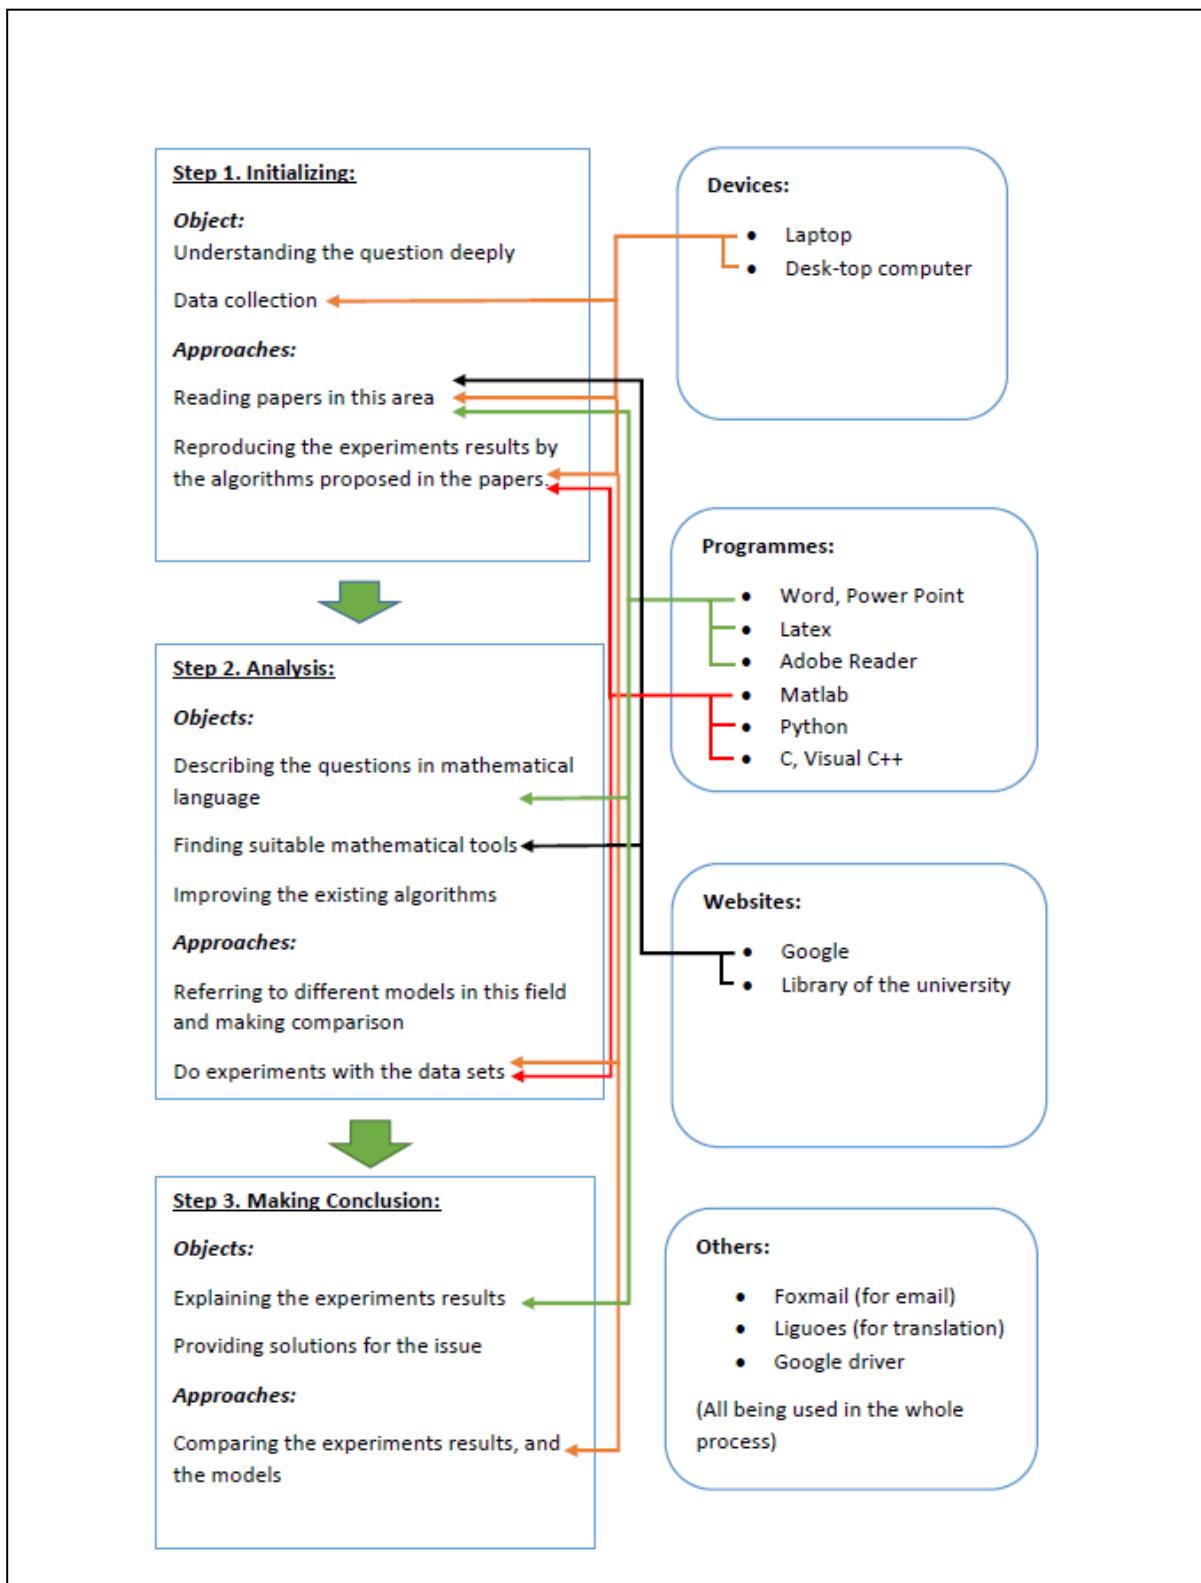 Step 1. Initializing:
Object:
Understanding the question deeply
Data collection
Approaches:
Reading papers in this area
Reproducing the experiments results by
the algorithms proposed in the papers.
Step 2. Analysis:
Objects:
Describing the questions in mathematical
language
Finding suitable mathematical tools
Improving the existing algorithms
Approaches:
Referring to different models in this field
and making comparison
Do experiments with the data sets
Step 3. Making Conclusion:
Objects:
Explaining the experiments results
Providing solutions for the issue
Approaches:
Comparing the experiments results, and
the models
Devices:
• Laptop
• Desk-top computer
Programmes:
• Word, Power Point
• Latex
• Adobe Reader
• Matlab
• Python
• C, Visual C++
Websites:
• Google
• Library of the university
Others:
• Foxmail (for email)
• Liguoes (for translation)
• Google driver
(All being used in the whole
process)